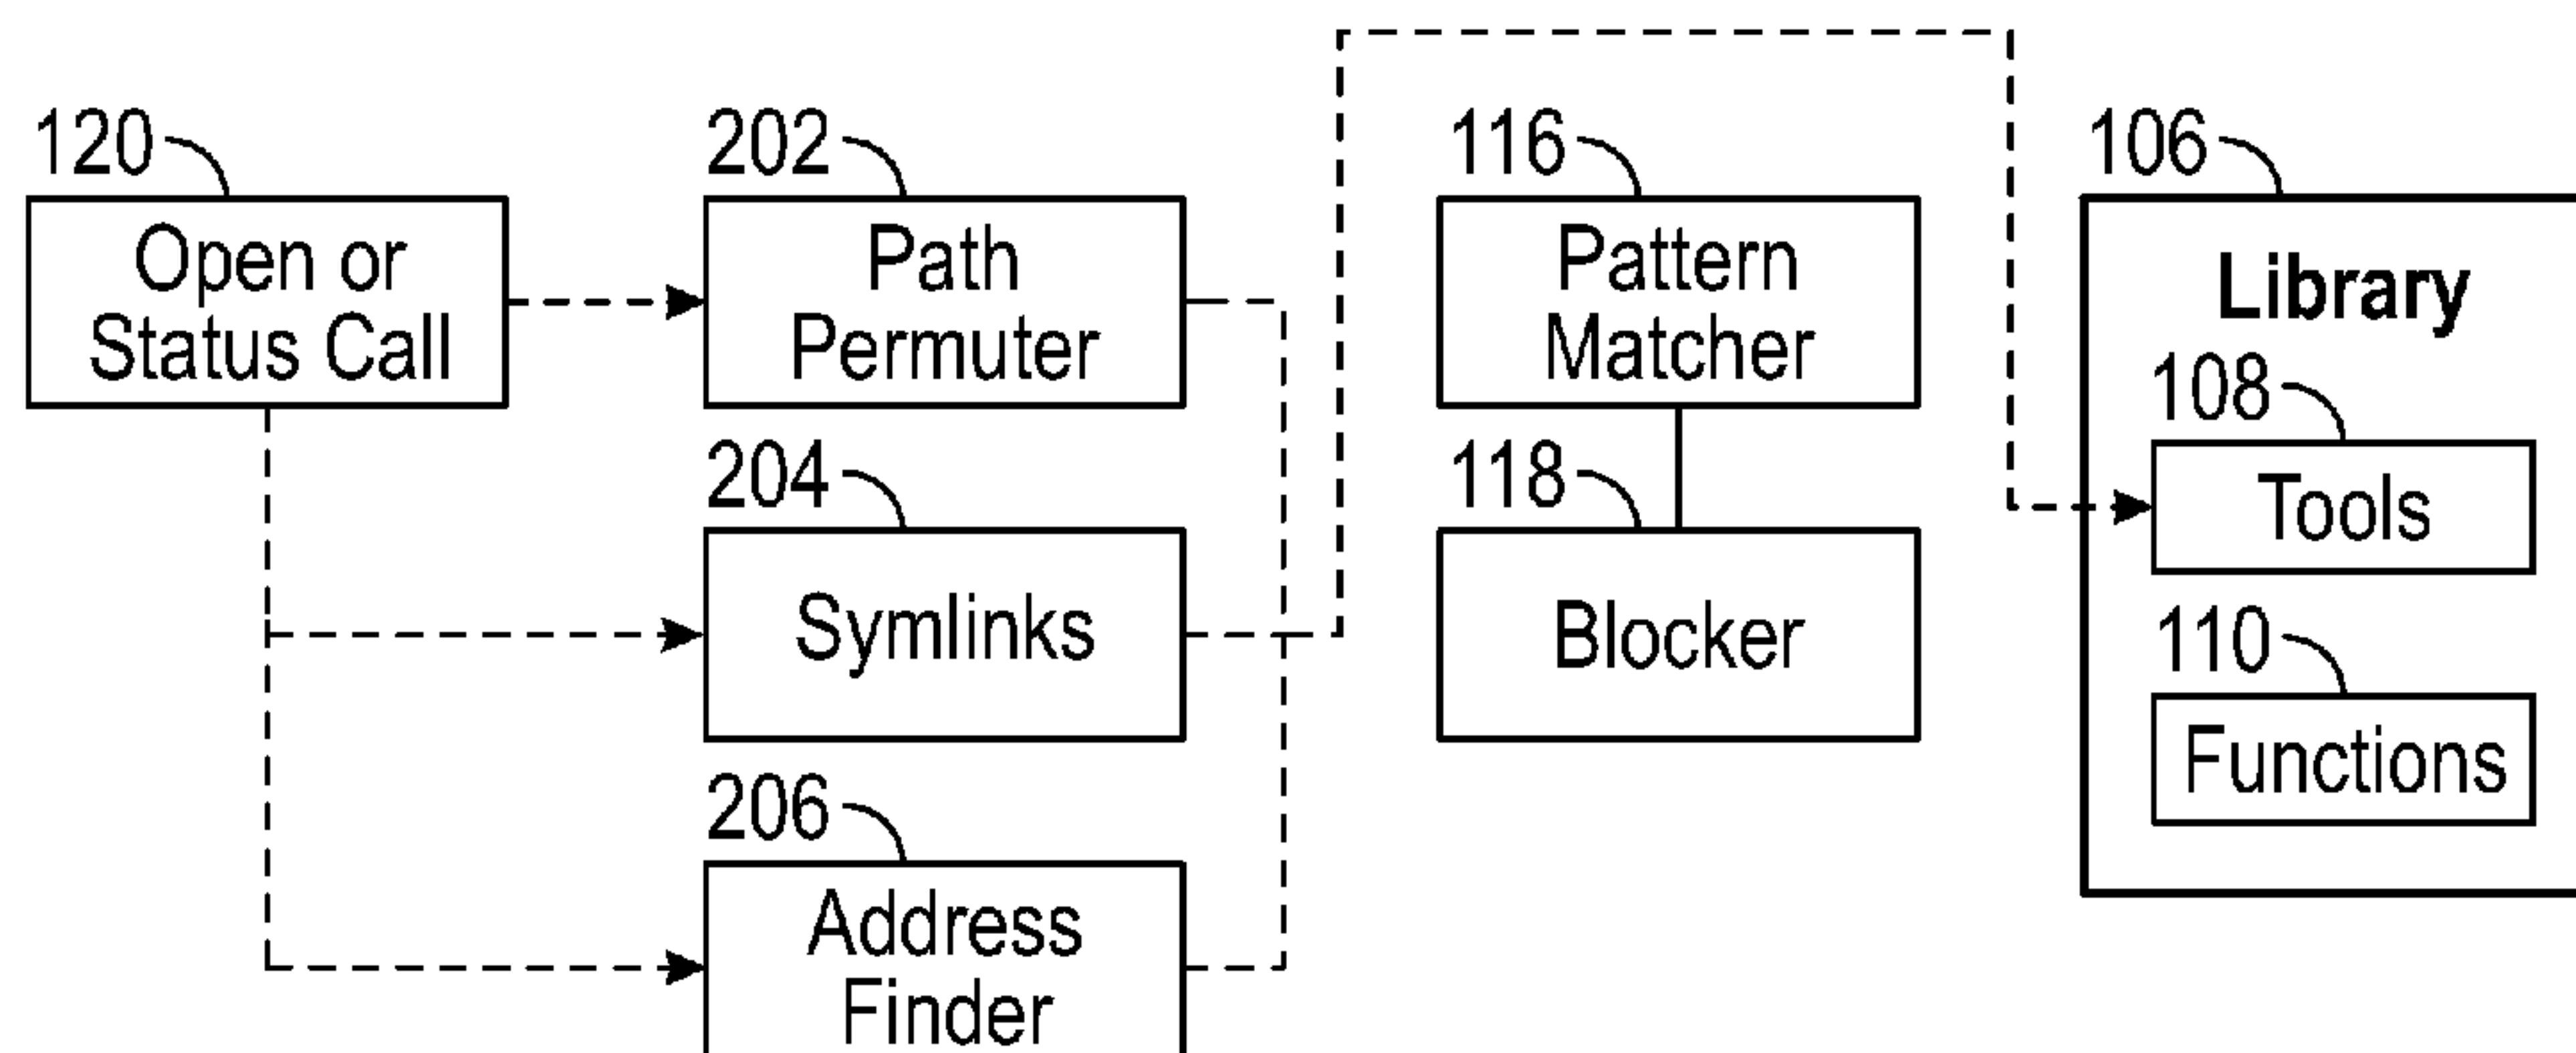 120
Open or
Status Call
202
Path
Permuter
204
Symlinks
206
Address
Finder
116
Pattern
Matcher
118
Blocker
106
Library
108
Tools
110
Functions